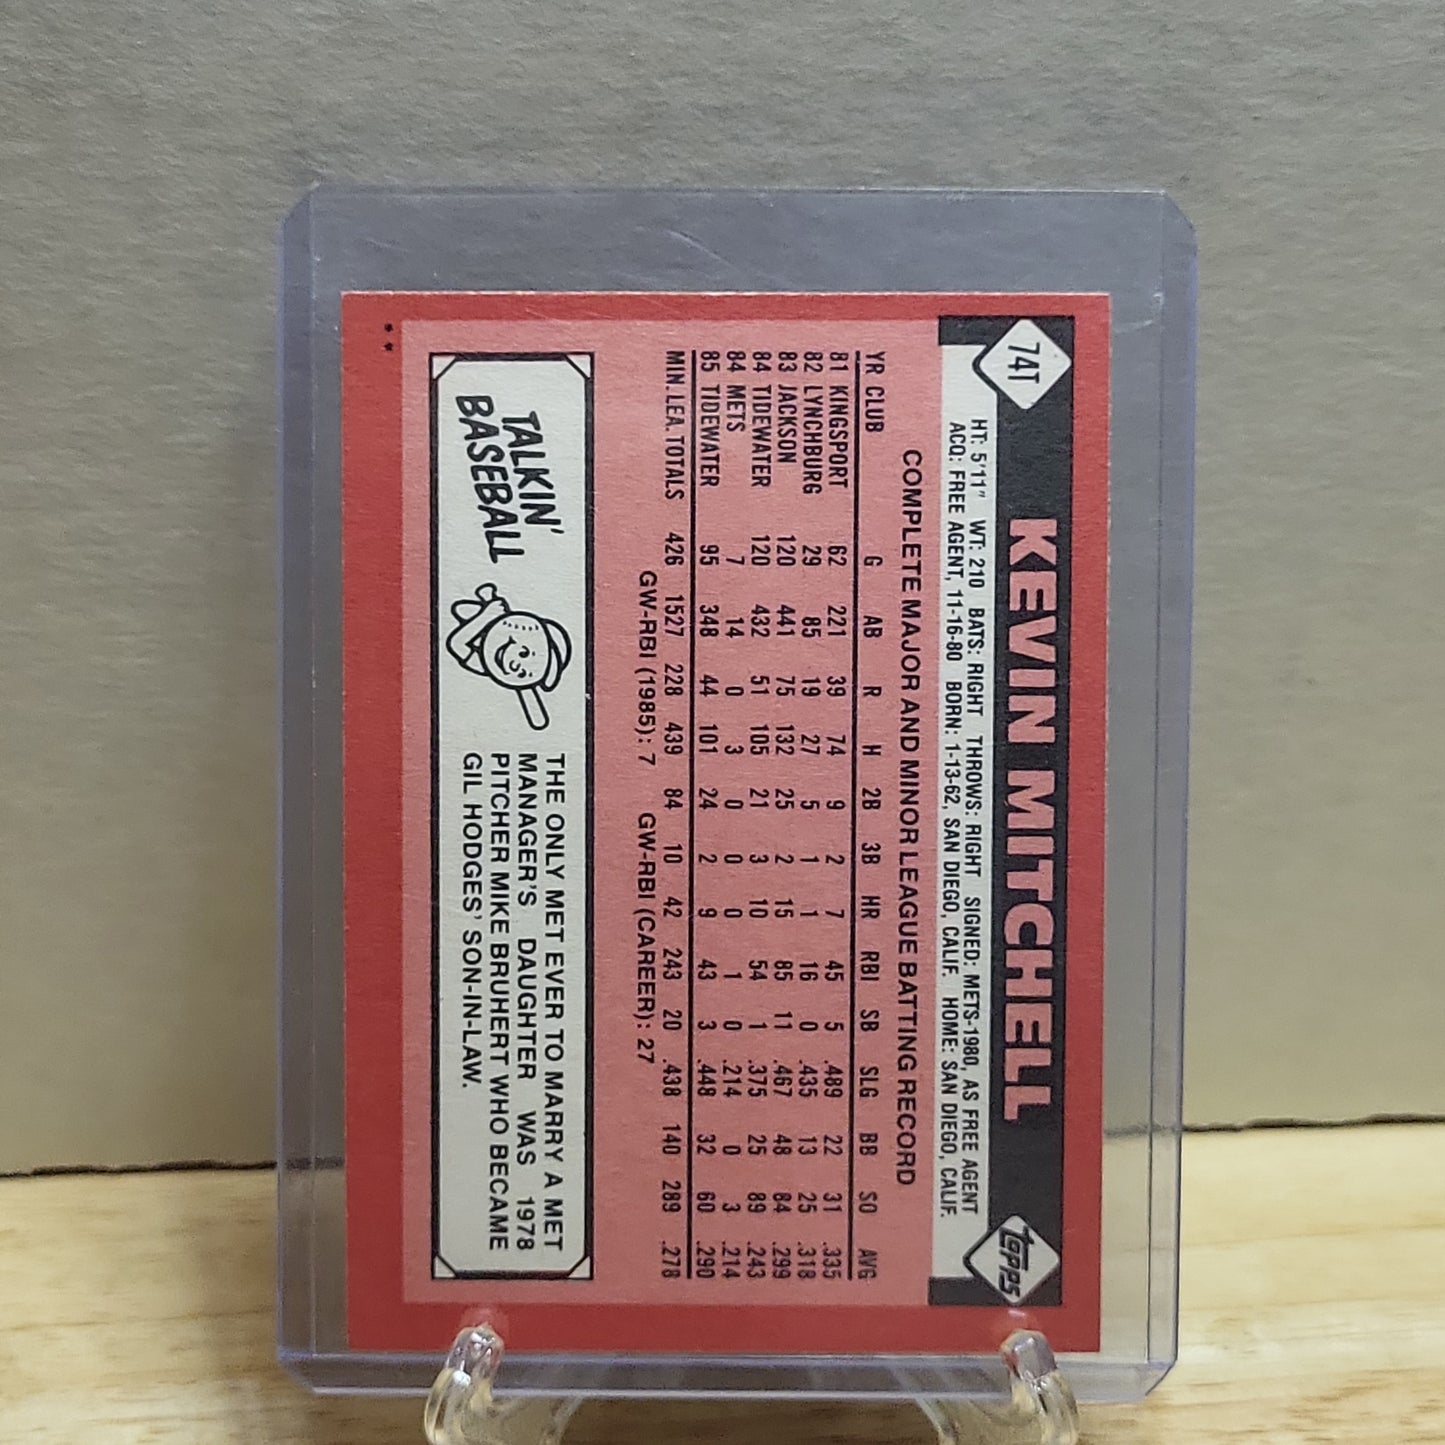 74T
KEVIN MITCHELL
topps
HT: 5'11" WT: 210 BATS: RIGHT THROWS: RIGHT SIGNED: METS-1980, AS FREE AGENT
ACQ: FREE AGENT, 11-16-80 BORN: 1-13-62, SAN DIEGO, CALIF. HOME: SAN DIEGO, CALIF.
COMPLETE MAJOR AND MINOR LEAGUE BATTING RECORD
YR CLUB G AB R H 2B 3B HR RBI SB SLG BB SO AVG
81 KINGSPORT 62 221 39 74 9 2 7 45 5 .489 22 31 .335
82 LYNCHBURG 29 85 19 27 5 1 1 16 0 .435 13 25 .318
83 JACKSON 120 441 75 132 25 2 15 85 11 .467 48 84 .299
84 TIDEWATER 120 432 51 105 21 3 10 54 1 .375 25 89 .243
84 METS 7 14 0 3 0 0 0 1 0 .214 0 3 .214
85 TIDEWATER 95 348 44 101 24 2 9 43 3 .448 32 60 .290
MIN. LEA. TOTALS 426 1527 228 439 84 10 42 243 20 .438 140 289 .278
GW-RBI (1985): 7 GW-RBI (CAREER): 27
TALKIN'
BASEBALL
THE ONLY MET EVER TO MARRY A MET
MANAGER'S DAUGHTER WAS 1978
PITCHER MIKE BRUHERT WHO BECAME
GIL HODGES' SON-IN-LAW.
**